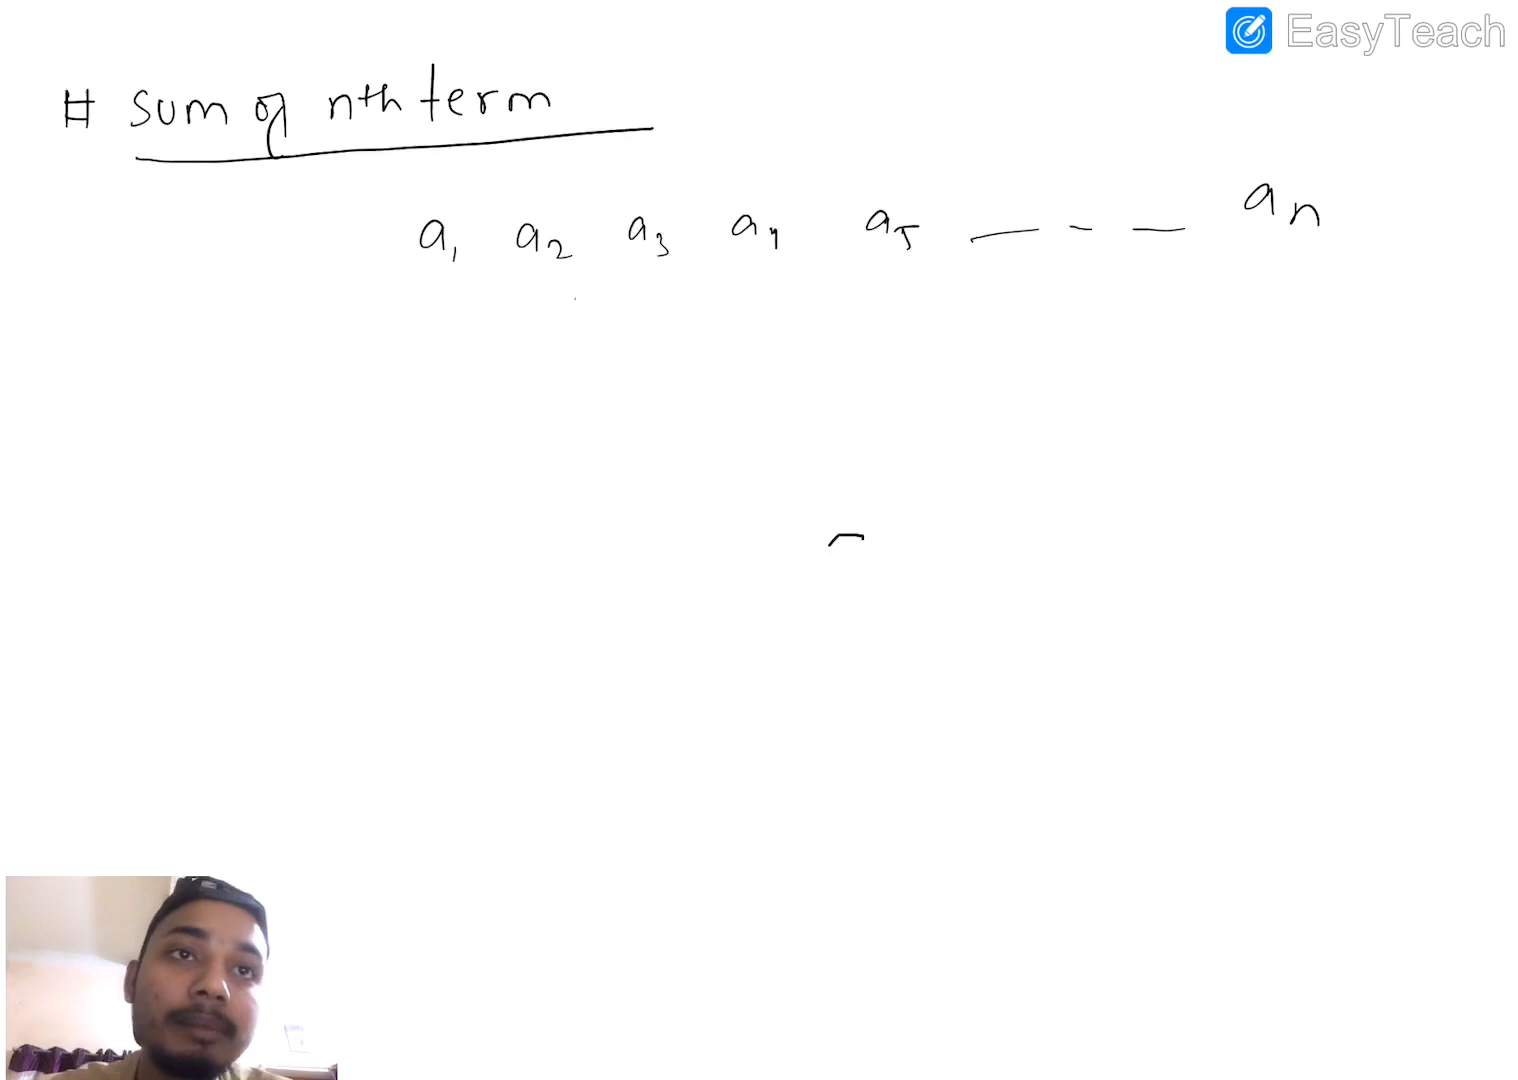 EasyTeach
# sum of nth term
a₁ a₂ a₃ a₄ a₅ — - — aₙ